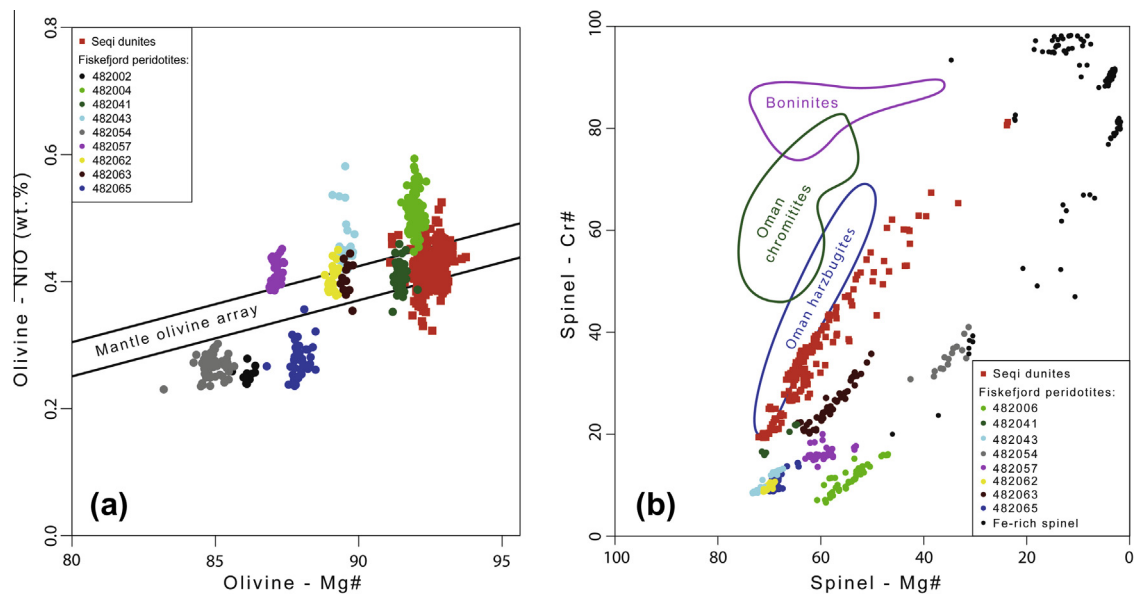 Seqi dunites
Fiskefjord peridotites:
482002
482004
482041
482043
482054
482057
482062
482063
482065
Mantle olivine array
(a)
0.8
0.6
0.4
0.2
0.0
Olivine - NiO (wt.%)
80 85 90 95
Olivine - Mg#
Boninites
Oman
chromitites
Oman harzbugites
(b)
Seqi dunites
Fiskefjord peridotites:
482006
482041
482043
482054
482057
482062
482063
482065
Fe-rich spinel
100
80
60
40
20
0
Spinel - Cr#
100 80 60 40 20 0
Spinel - Mg#